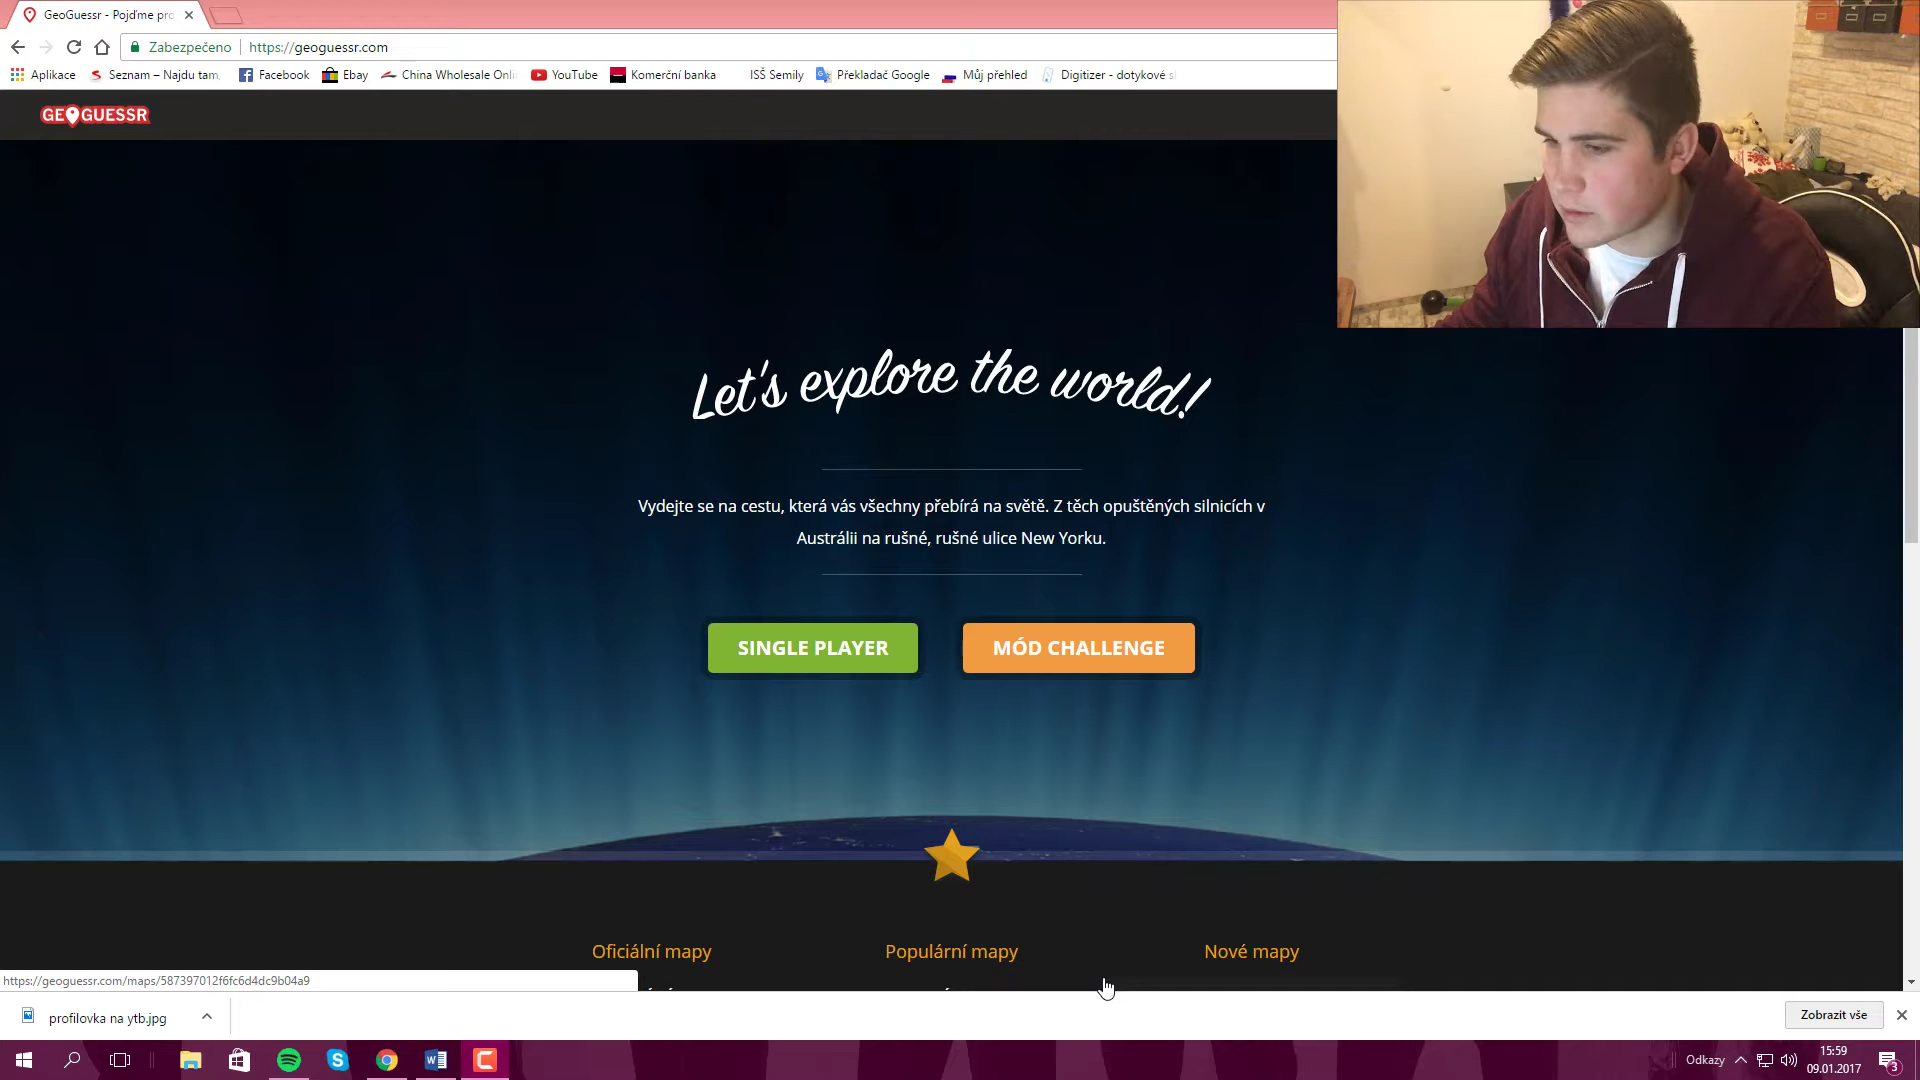 GeoGuessr - Pojďme pro
Zabezpečeno
https://geoguessr.com
Aplikace
Seznam – Najdu tam,
Facebook
Ebay
China Wholesale Onli
YouTube
Komerční banka
ISŠ Semily
Překladač Google
Můj přehled
Digitizer - dotykové s
GEOGUESSR
Let's explore the world!
Vydejte se na cestu, která vás všechny přebírá na světě. Z těch opuštěných silnicích v
Austrálii na rušné, rušné ulice New Yorku.
SINGLE PLAYER
MÓD CHALLENGE
Oficiální mapy
Populární mapy
Nové mapy
https://geoguessr.com/maps/587397012f6fc6d4dc9b04a9
profilovka na ytb.jpg
Zobrazit vše
Odkazy
15:59
09.01.2017
3